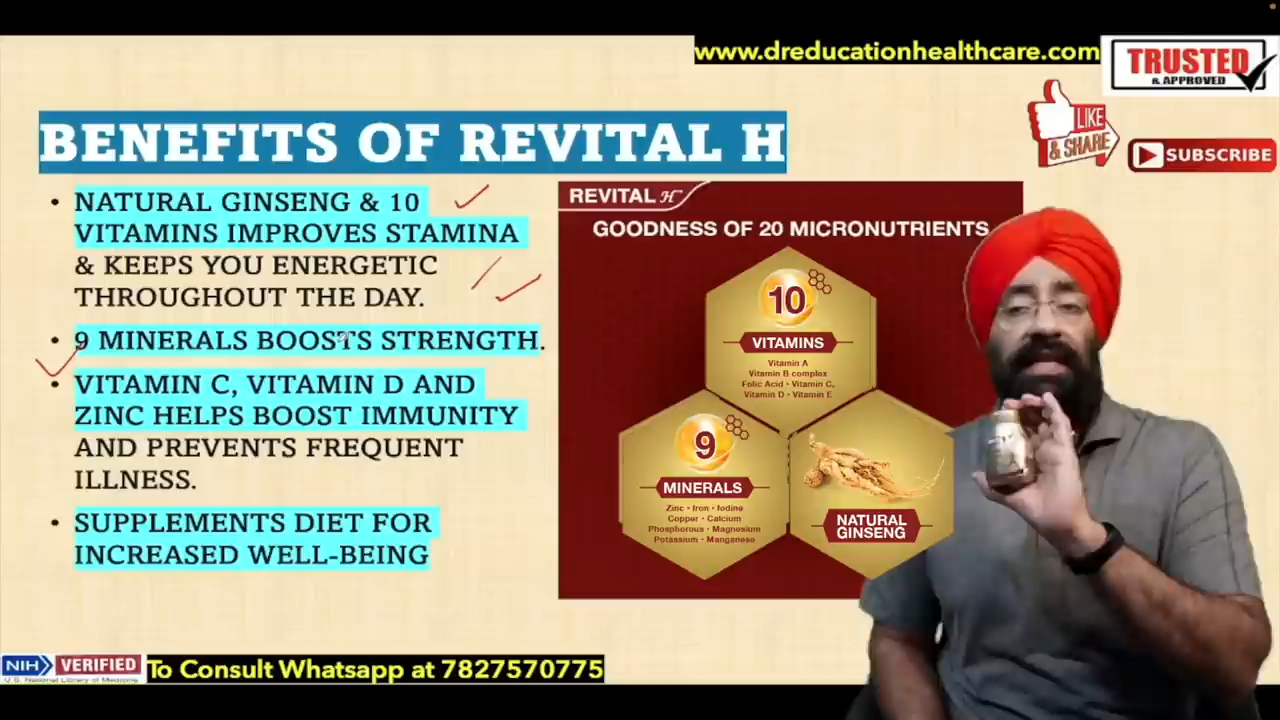 www.dreducationhealthcare.com
TRUSTED
& APPROVED
LIKE
& SHARE
SUBSCRIBE
BENEFITS OF REVITAL H
• NATURAL GINSENG & 10
VITAMINS IMPROVES STAMINA
& KEEPS YOU ENERGETIC
THROUGHOUT THE DAY.
• 9 MINERALS BOOSTS STRENGTH.
• VITAMIN C, VITAMIN D AND
ZINC HELPS BOOST IMMUNITY
AND PREVENTS FREQUENT
ILLNESS.
• SUPPLEMENTS DIET FOR
INCREASED WELL-BEING
REVITAL H
GOODNESS OF 20 MICRONUTRIENTS
10
VITAMINS
Vitamin A
Vitamin B complex
Folic Acid • Vitamin C,
Vitamin D • Vitamin E
9
MINERALS
Zinc • Iron • Iodine
Copper • Calcium
Phosphorous • Magnesium
Potassium • Manganese
NATURAL
GINSENG
NIH VERIFIED
U.S. National Library of Medicine
To Consult Whatsapp at 7827570775